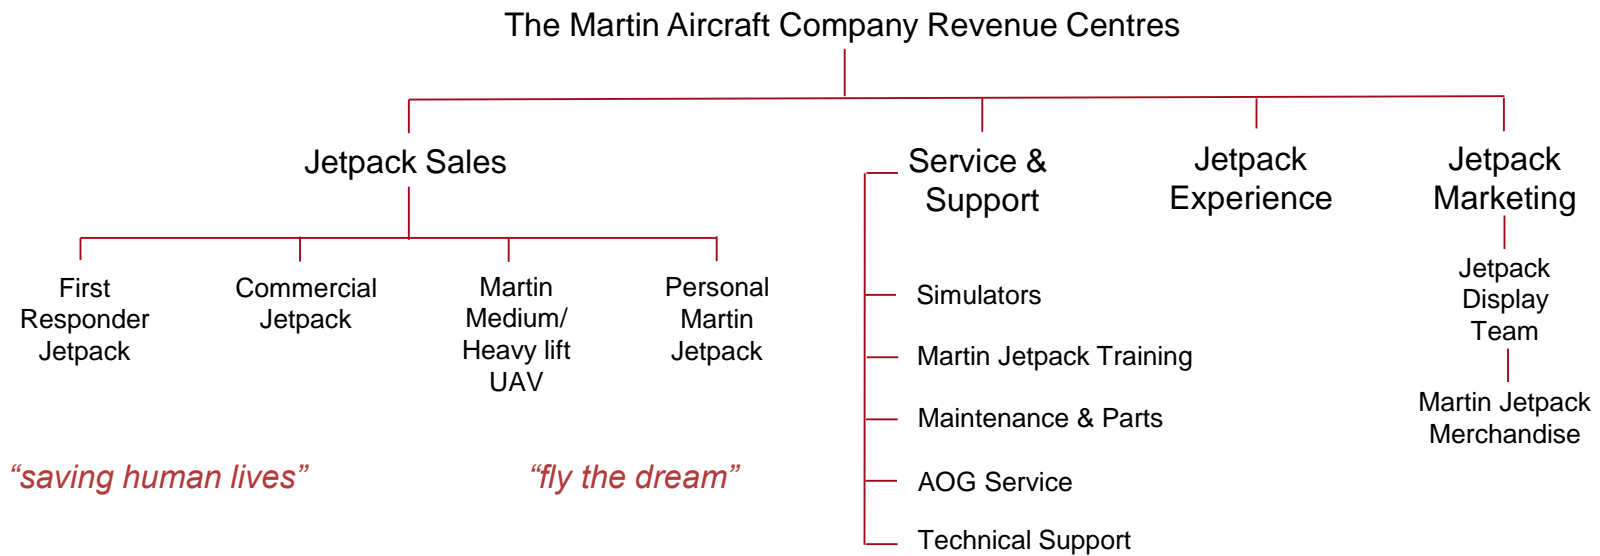 The Martin Aircraft Company Revenue Centres
Jetpack Sales
Service &
Support
Jetpack
Experience
Jetpack
Marketing
First
Responder
Jetpack
Commercial
Jetpack
Martin
Medium/
Heavy lift
UAV
Personal
Martin
Jetpack
Simulators
Martin Jetpack Training
Maintenance & Parts
AOG Service
Technical Support
Jetpack
Display
Team
Martin Jetpack
Merchandise
“saving human lives”
“fly the dream”